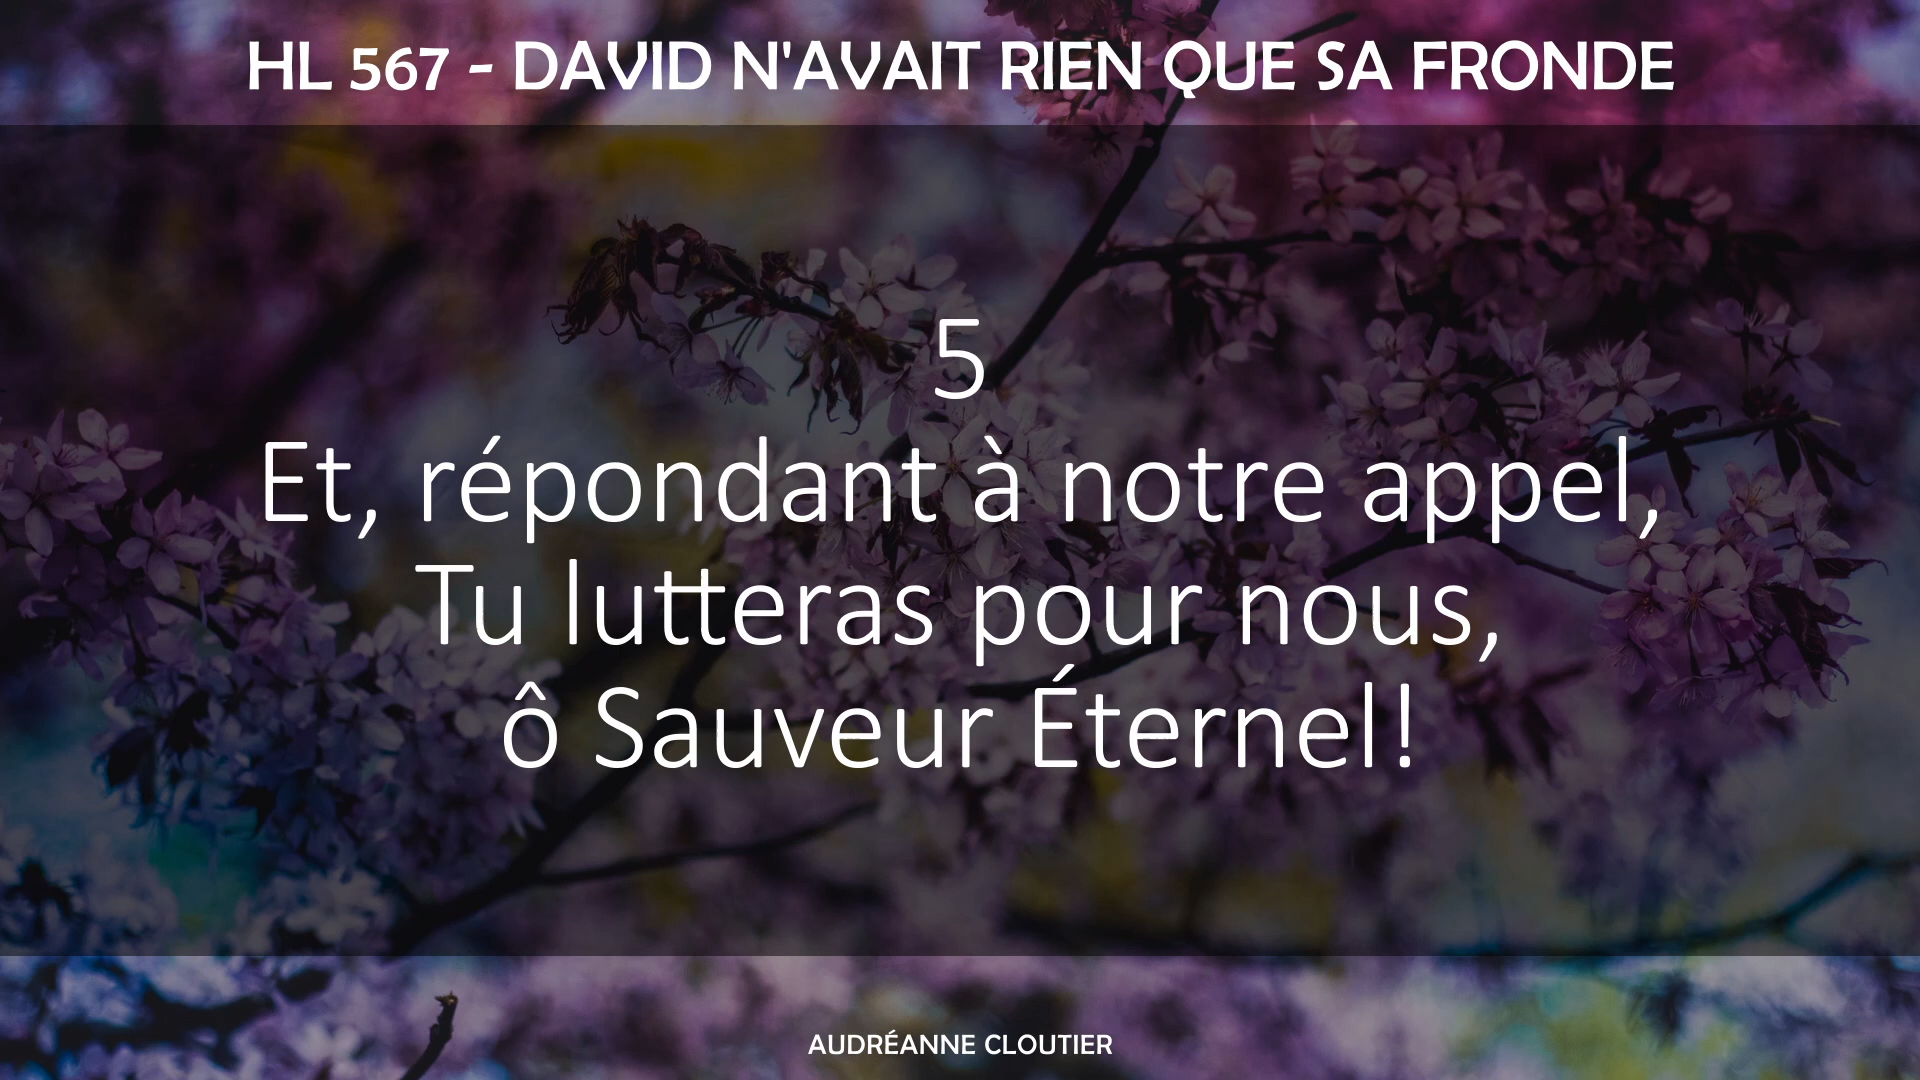 HL 567 - DAVID N'AVAIT RIEN QUE SA FRONDE
5
Et, répondant à notre appel,
Tu lutteras pour nous,
ô Sauveur Éternel!
AUDRÉANNE CLOUTIER